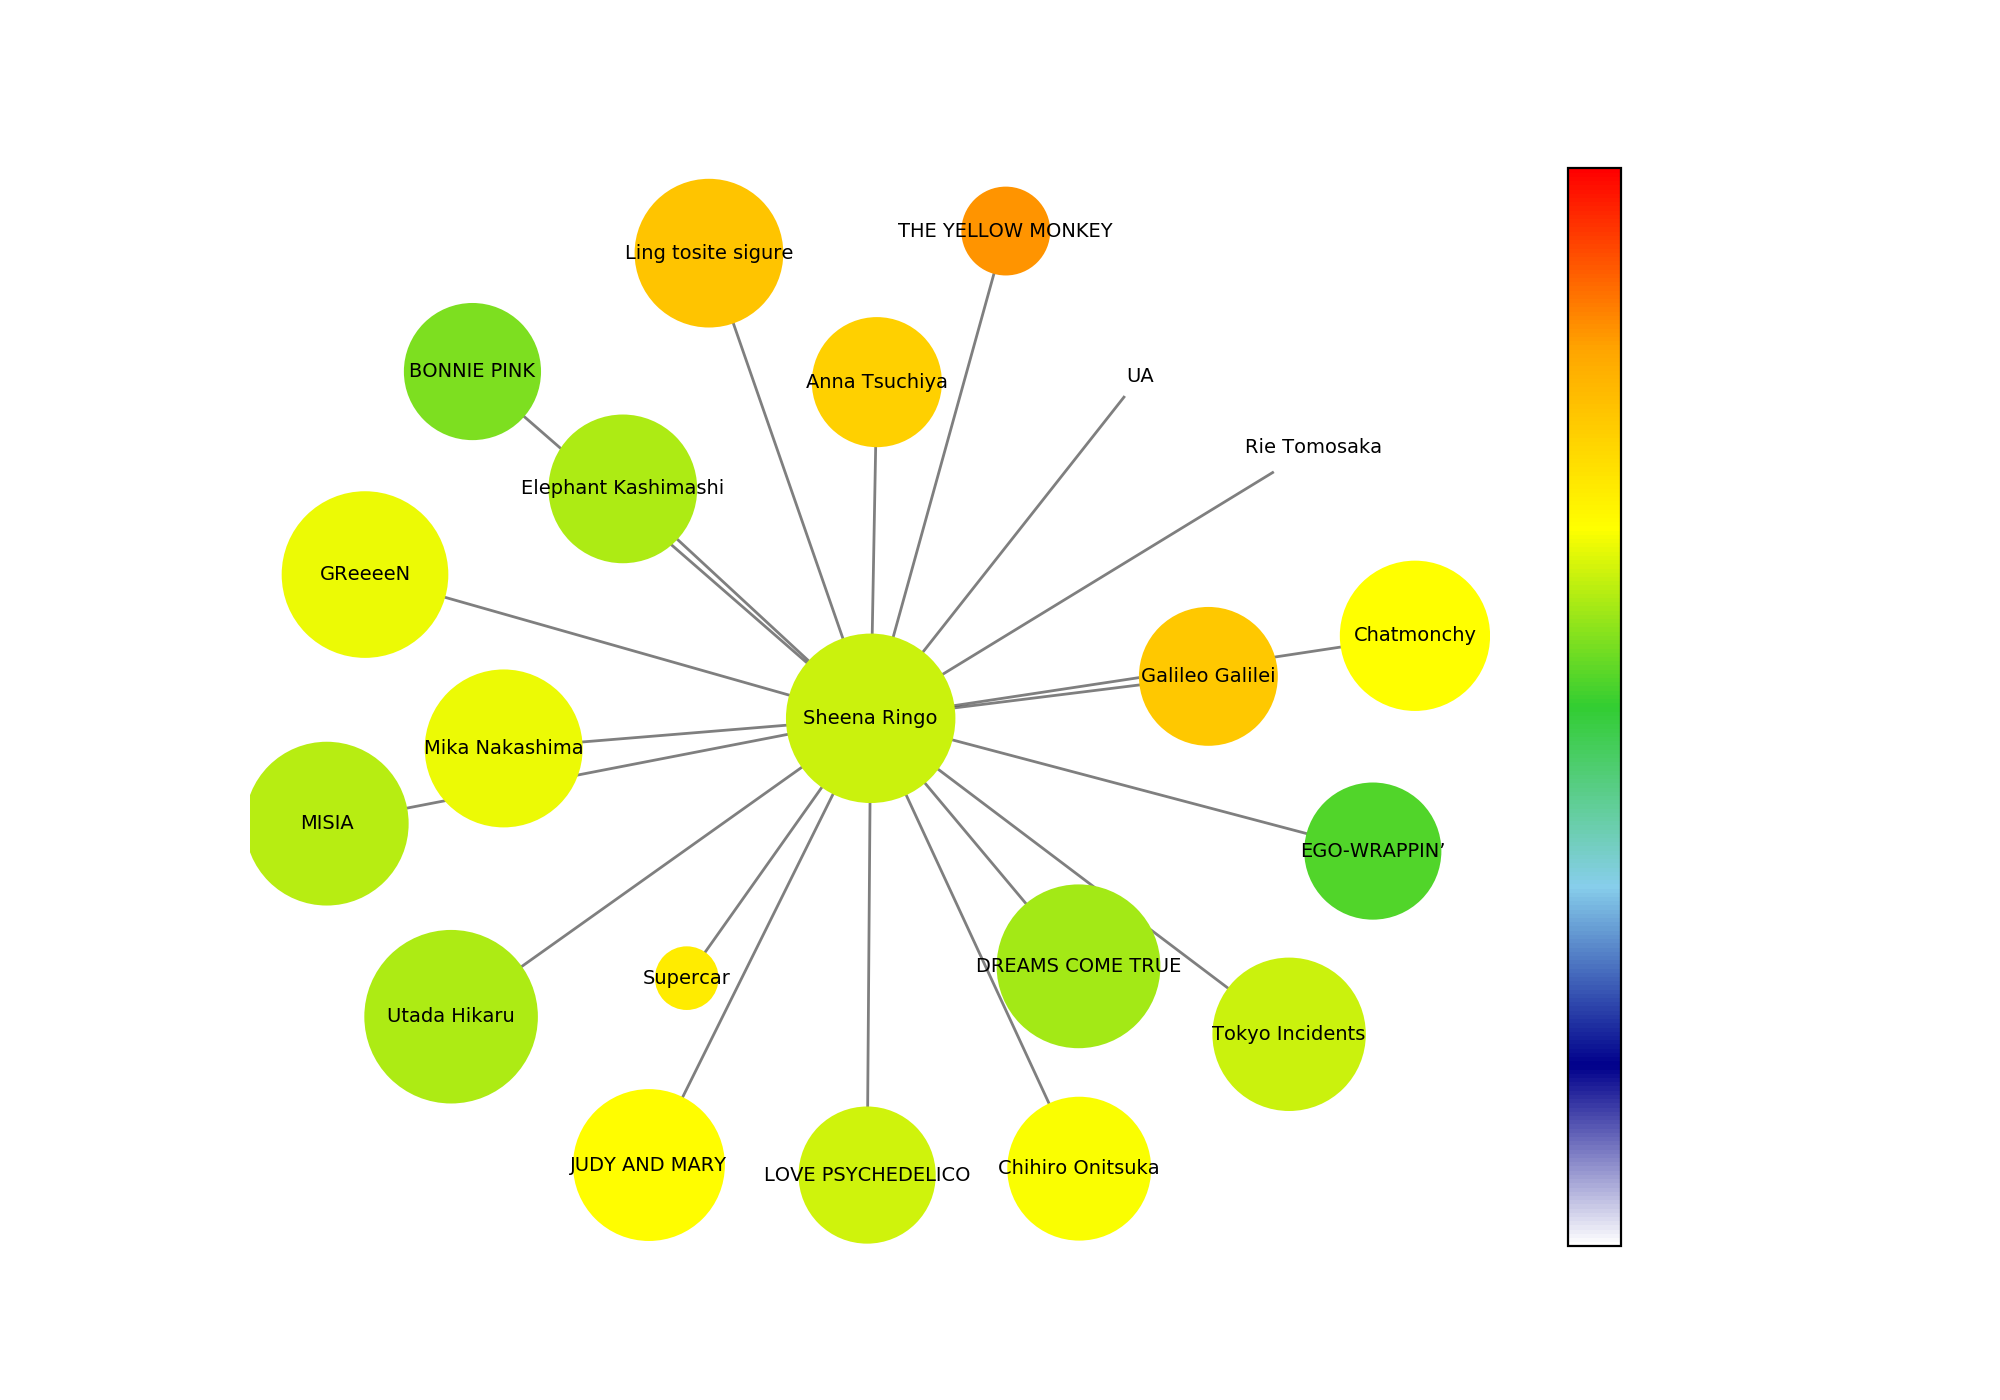 THE YELLOW MONKEY
Ling tosite sigure
BONNIE PINK
Anna Tsuchiya
UA
Rie Tomosaka
Elephant Kashimashi
GReeeeN
Chatmonchy
Galileo Galilei
Sheena Ringo
Mika Nakashima
MISIA
EGO-WRAPPIN’
DREAMS COME TRUE
Supercar
Utada Hikaru
Tokyo Incidents
JUDY AND MARY
LOVE PSYCHEDELICO
Chihiro Onitsuka